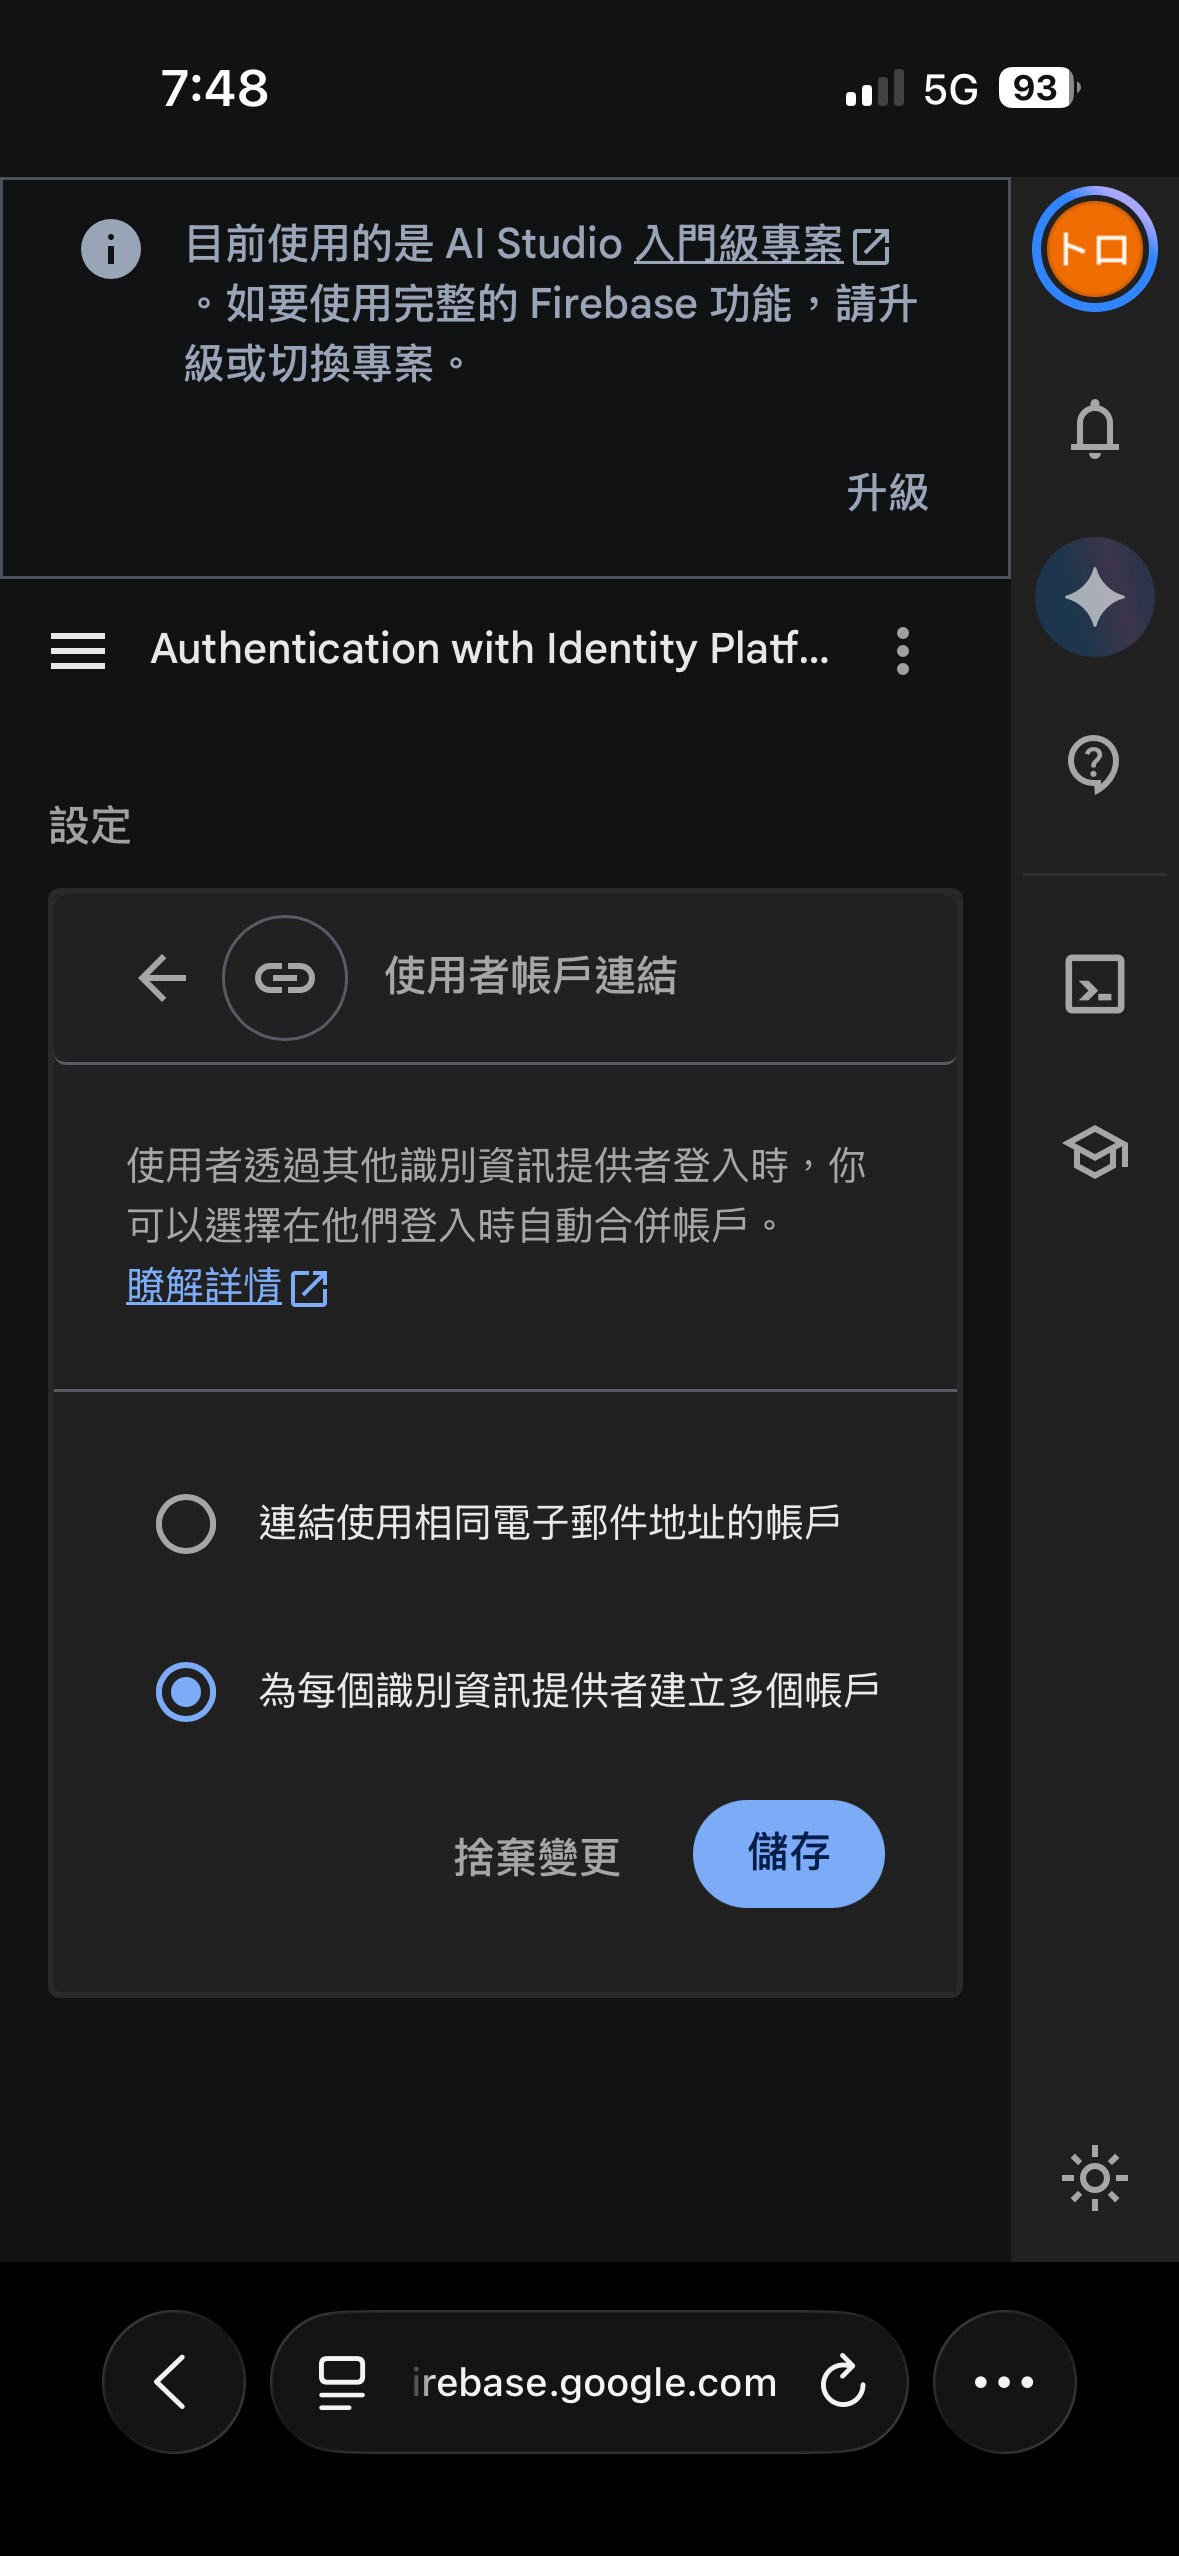 7:48
5G
93
目前使用的是 AI Studio 入門級專案
。如要使用完整的 Firebase 功能，請升
級或切換專案。
升級
トロ
Authentication with Identity Platf...
設定
使用者帳戶連結
使用者透過其他識別資訊提供者登入時，你
可以選擇在他們登入時自動合併帳戶。
瞭解詳情
連結使用相同電子郵件地址的帳戶
為每個識別資訊提供者建立多個帳戶
捨棄變更
儲存
irebase.google.com